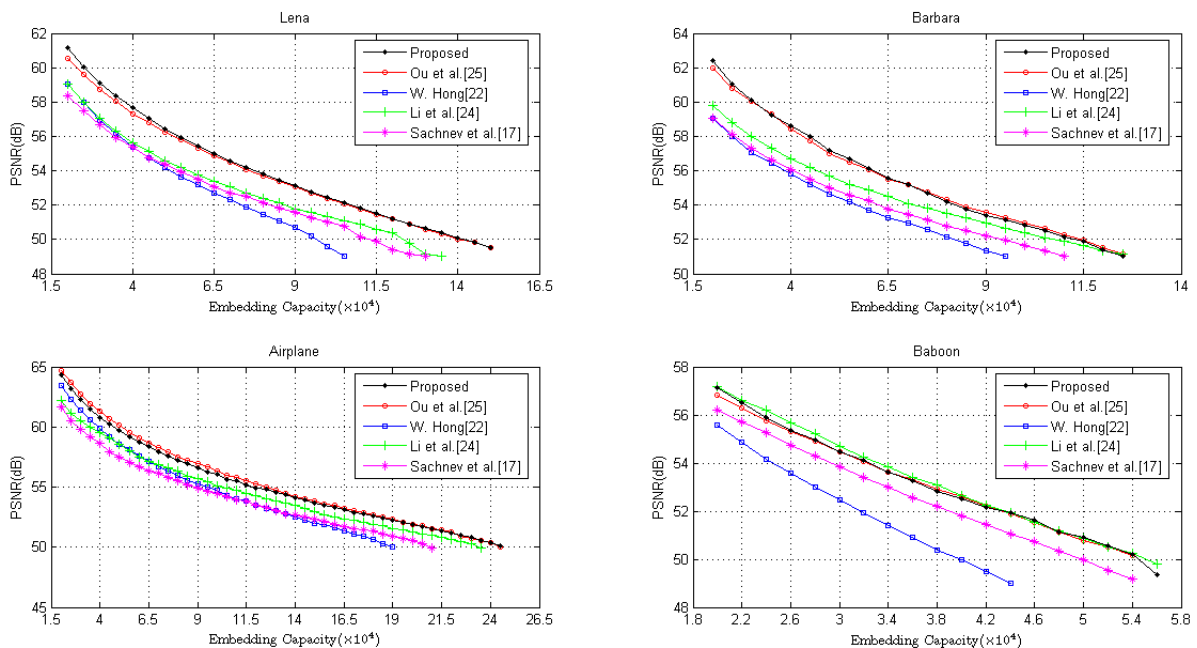 Lena
PSNR(dB)
62
60
58
56
54
52
50
48
1.5 4 6.5 9 11.5 14 16.5
Embedding Capacity(×10⁴)
Proposed
Ou et al.[25]
W. Hong[22]
Li et al.[24]
Sachnev et al.[17]
Barbara
PSNR(dB)
64
62
60
58
56
54
52
50
1.5 4 6.5 9 11.5 14
Embedding Capacity(×10⁴)
Proposed
Ou et al.[25]
W. Hong[22]
Li et al.[24]
Sachnev et al.[17]
Airplane
PSNR(dB)
65
60
55
50
45
1.5 4 6.5 9 11.5 14 16.5 19 21.5 24 26.5
Embedding Capacity(×10⁴)
Proposed
Ou et al.[25]
W. Hong[22]
Li et al.[24]
Sachnev et al.[17]
Baboon
PSNR(dB)
58
56
54
52
50
48
1.8 2.2 2.6 3 3.4 3.8 4.2 4.6 5 5.4 5.8
Embedding Capacity(×10⁴)
Proposed
Ou et al.[25]
W. Hong[22]
Li et al.[24]
Sachnev et al.[17]